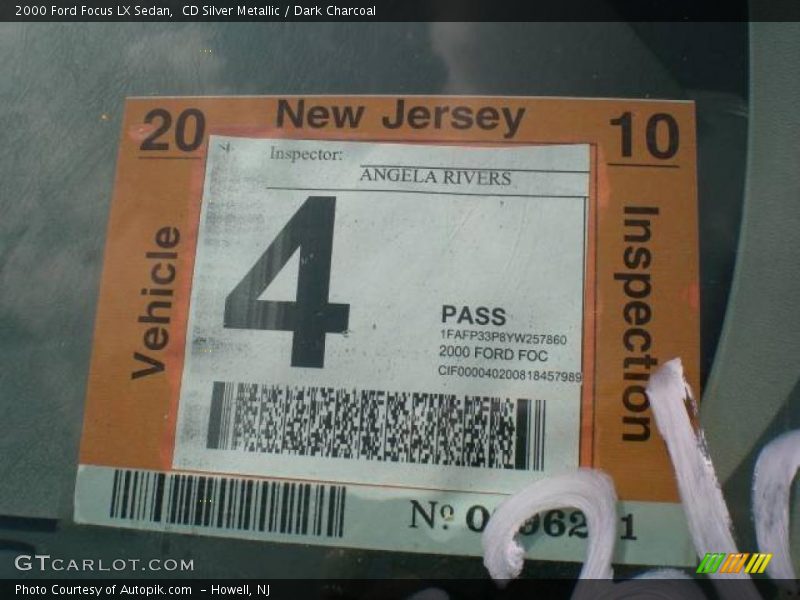 2000 Ford Focus LX Sedan, CD Silver Metallic / Dark Charcoal
20 New Jersey 10
Vehicle
Inspection
Inspector:
ANGELA RIVERS
4
PASS
1FAFP33P8YW257860
2000 FORD FOC
CIF000040200818457989
Nº
GTCARLOT.COM
Photo Courtesy of Autopik.com – Howell, NJ